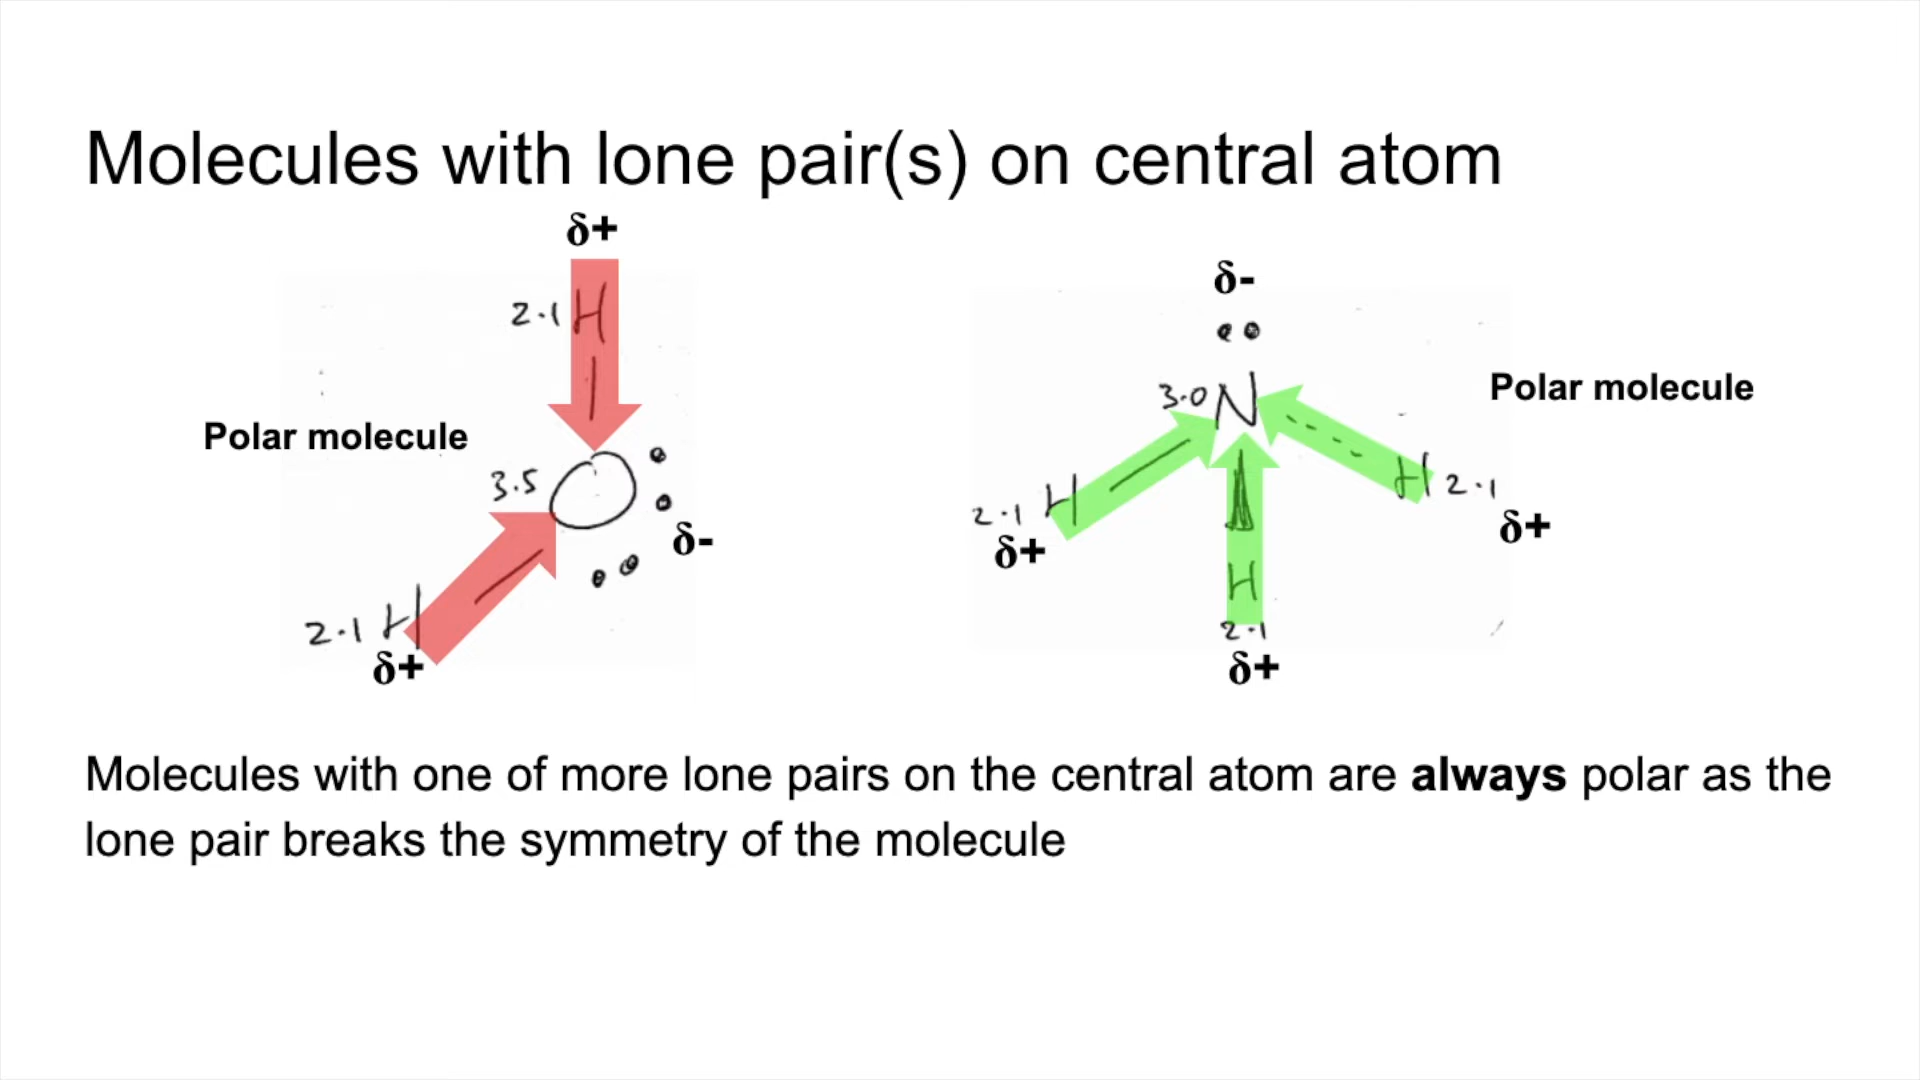 Molecules with lone pair(s) on central atom
δ+
2.1 H
Polar molecule
3.5 O
δ-
2.1 H
δ+
δ-
3.0 N
Polar molecule
2.1 H
δ+
H 2.1
δ+
H
2.1
δ+
Molecules with one of more lone pairs on the central atom are always polar as the
lone pair breaks the symmetry of the molecule